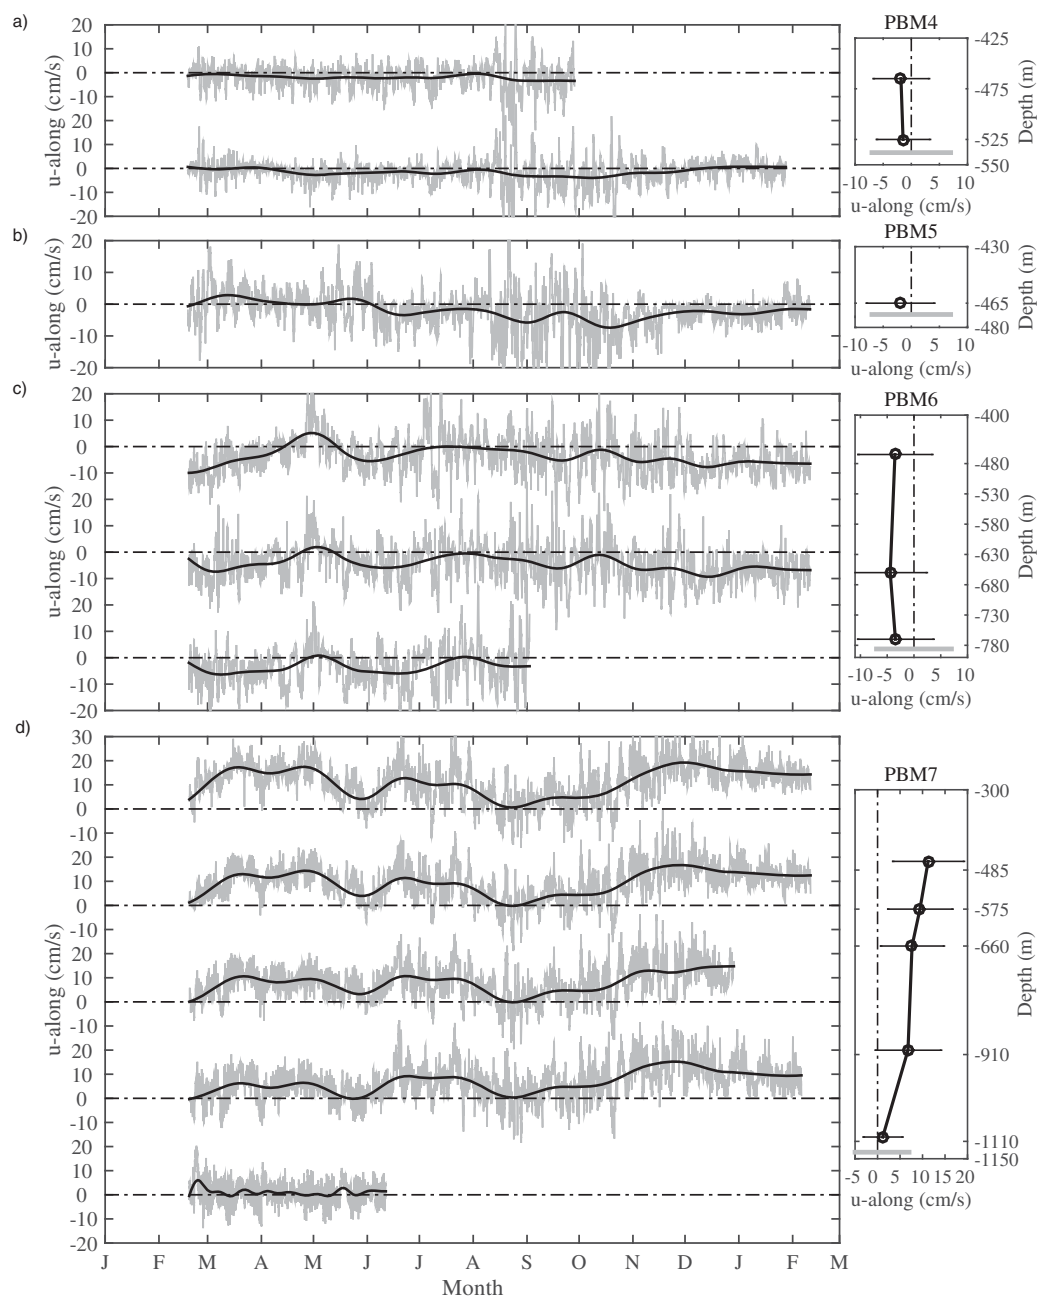 a)
20
10
0
-10
20
10
0
-10
-20
u-along (cm/s)
PBM4
-425
-475
-525
-550
Depth (m)
-10 -5 0 5 10
u-along (cm/s)
b)
20
10
0
-10
-20
u-along (cm/s)
PBM5
-430
-465
-480
Depth (m)
-10 -5 0 5 10
u-along (cm/s)
c)
20
10
0
-10
20
10
0
-10
20
10
0
-10
-20
u-along (cm/s)
PBM6
-400
-480
-530
-580
-630
-680
-730
-780
Depth (m)
-10 -5 0 5 10
u-along (cm/s)
d)
30
20
10
0
-10
20
10
0
-10
20
10
0
-10
20
10
0
-10
20
10
0
-10
-20
u-along (cm/s)
J F M A M J J A S O N D J F M
Month
PBM7
-300
-485
-575
-660
-910
-1110
-1150
Depth (m)
-5 0 5 10 15 20
u-along (cm/s)